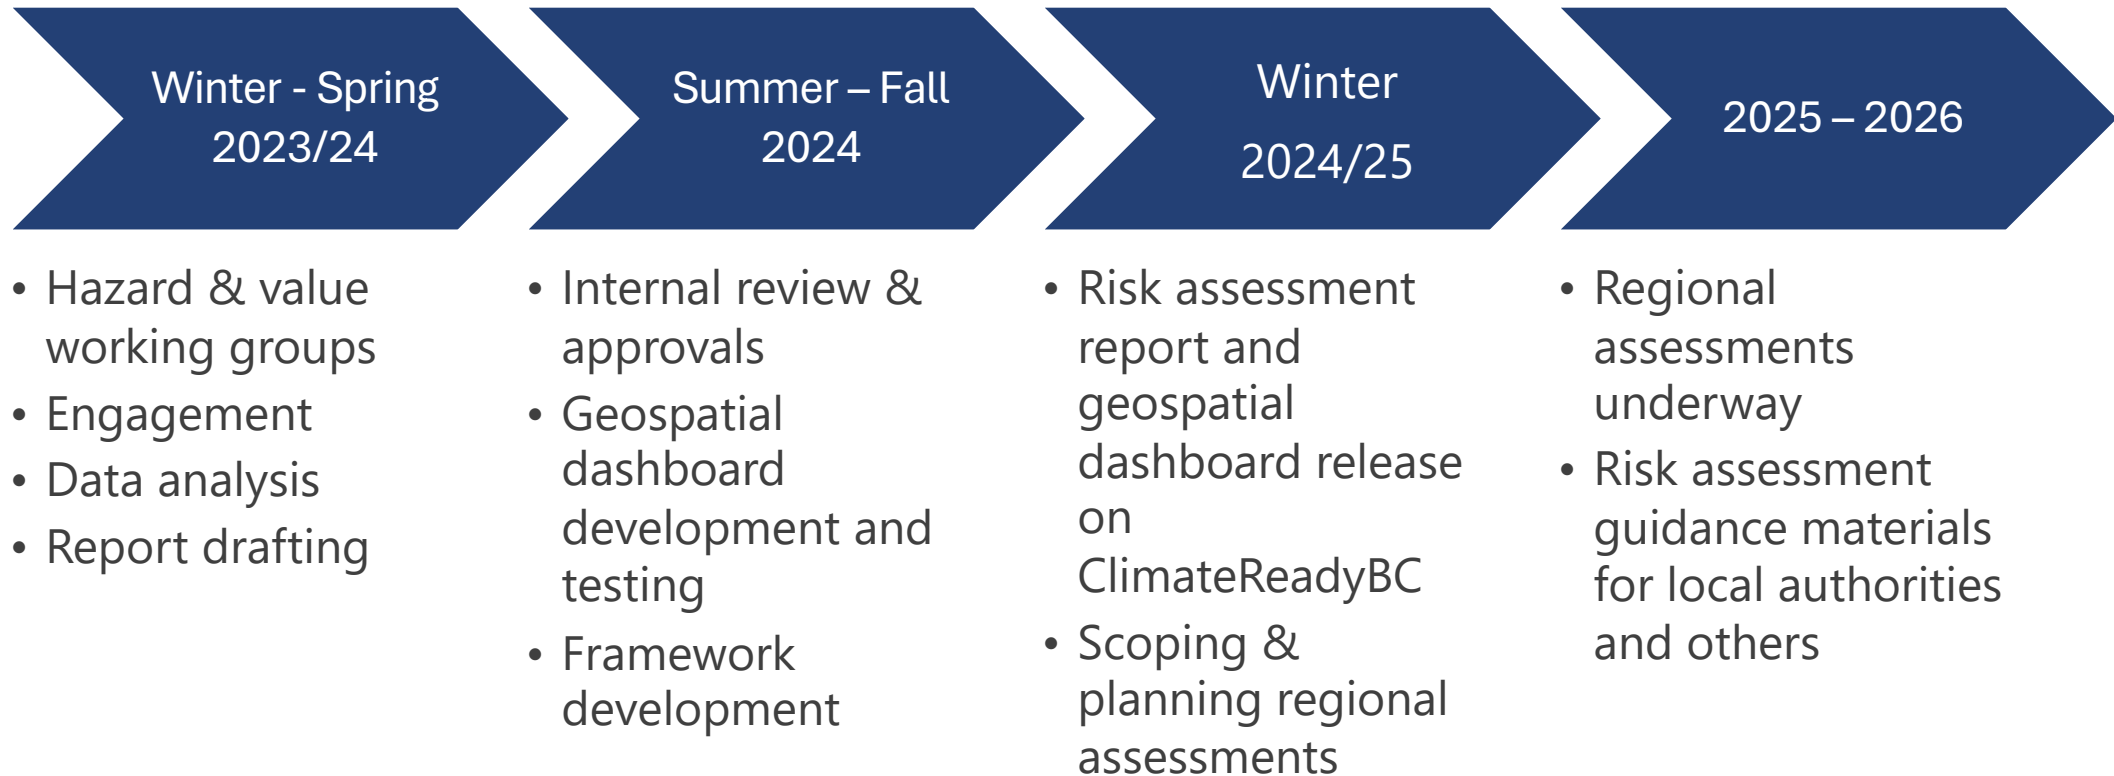 Winter - Spring
2023/24
Summer – Fall
2024
Winter
2024/25
2025 – 2026
• Hazard & value
working groups
• Engagement
• Data analysis
• Report drafting
• Internal review &
approvals
• Geospatial
dashboard
development and
testing
• Framework
development
• Risk assessment
report and
geospatial
dashboard release
on
ClimateReadyBC
• Scoping &
planning regional
assessments
• Regional
assessments
underway
• Risk assessment
guidance materials
for local authorities
and others